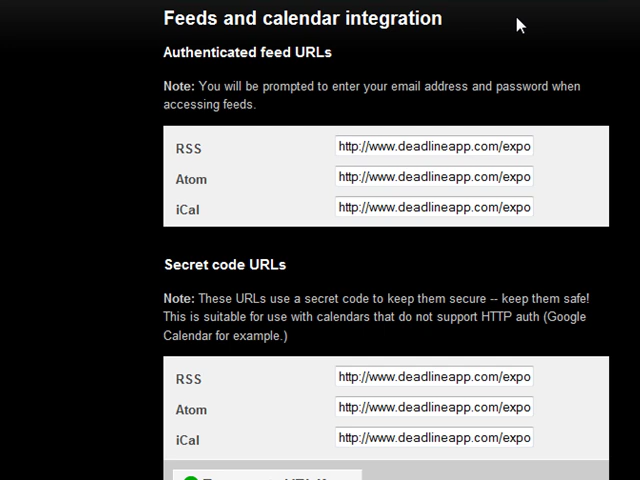 Feeds and calendar integration
Authenticated feed URLs
Note: You will be prompted to enter your email address and password when
accessing feeds.
RSS http://www.deadlineapp.com/expo
Atom http://www.deadlineapp.com/expo
iCal http://www.deadlineapp.com/expo
Secret code URLs
Note: These URLs use a secret code to keep them secure -- keep them safe!
This is suitable for use with calendars that do not support HTTP auth (Google
Calendar for example.)
RSS http://www.deadlineapp.com/expo
Atom http://www.deadlineapp.com/expo
iCal http://www.deadlineapp.com/expo